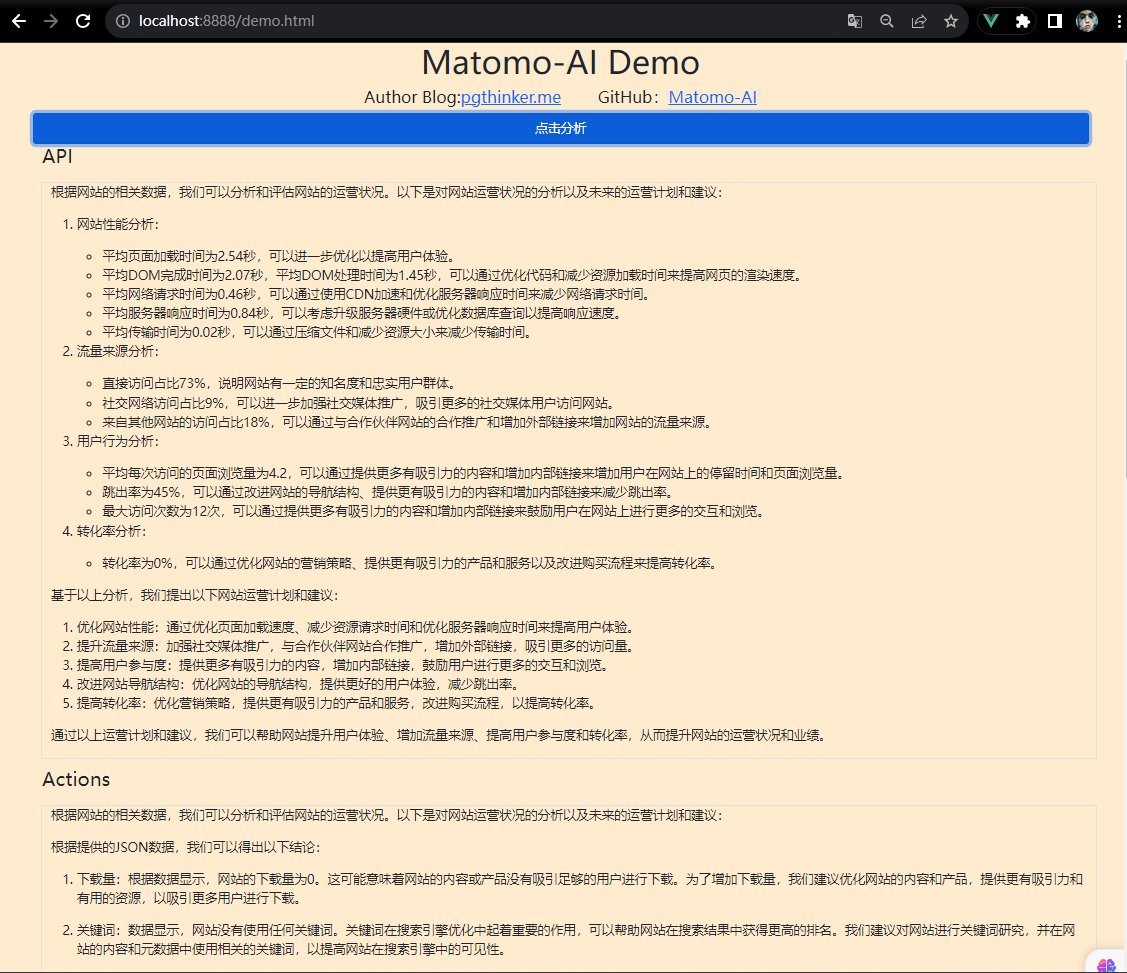 localhost:8888/demo.html
Matomo-AI Demo
Author Blog:pgthinker.me GitHub：Matomo-AI
点击分析
API
根据网站的相关数据，我们可以分析和评估网站的运营状况。以下是对网站运营状况的分析以及未来的运营计划和建议：
1. 网站性能分析：
平均页面加载时间为2.54秒，可以进一步优化以提高用户体验。
平均DOM完成时间为2.07秒，平均DOM处理时间为1.45秒，可以通过优化代码和减少资源加载时间来提高网页的渲染速度。
平均网络请求时间为0.46秒，可以通过使用CDN加速和优化服务器响应时间来减少网络请求时间。
平均服务器响应时间为0.84秒，可以考虑升级服务器硬件或优化数据库查询以提高响应速度。
平均传输时间为0.02秒，可以通过压缩文件和减少资源大小来减少传输时间。
2. 流量来源分析：
直接访问占比73%，说明网站有一定的知名度和忠实用户群体。
社交网络访问占比9%，可以进一步加强社交媒体推广，吸引更多的社交媒体用户访问网站。
来自其他网站的访问占比18%，可以通过与合作伙伴网站的合作推广和增加外部链接来增加网站的流量来源。
3. 用户行为分析：
平均每次访问的页面浏览量为4.2，可以通过提供更多有吸引力的内容和增加内部链接来增加用户在网站上的停留时间和页面浏览量。
跳出率为45%，可以通过改进网站的导航结构、提供更有吸引力的内容和增加内部链接来减少跳出率。
最大访问次数为12次，可以通过提供更多有吸引力的内容和增加内部链接来鼓励用户在网站上进行更多的交互和浏览。
4. 转化率分析：
转化率为0%，可以通过优化网站的营销策略、提供更有吸引力的产品和服务以及改进购买流程来提高转化率。
基于以上分析，我们提出以下网站运营计划和建议：
1. 优化网站性能：通过优化页面加载速度、减少资源请求时间和优化服务器响应时间来提高用户体验。
2. 提升流量来源：加强社交媒体推广，与合作伙伴网站合作推广，增加外部链接，吸引更多的访问量。
3. 提高用户参与度：提供更多有吸引力的内容，增加内部链接，鼓励用户进行更多的交互和浏览。
4. 改进网站导航结构：优化网站的导航结构，提供更好的用户体验，减少跳出率。
5. 提高转化率：优化营销策略，提供更有吸引力的产品和服务，改进购买流程，以提高转化率。
通过以上运营计划和建议，我们可以帮助网站提升用户体验、增加流量来源、提高用户参与度和转化率，从而提升网站的运营状况和业绩。
Actions
根据网站的相关数据，我们可以分析和评估网站的运营状况。以下是对网站运营状况的分析以及未来的运营计划和建议：
根据提供的JSON数据，我们可以得出以下结论：
1. 下载量：根据数据显示，网站的下载量为0。这可能意味着网站的内容或产品没有吸引足够的用户进行下载。为了增加下载量，我们建议优化网站的内容和产品，提供更有吸引力和
有用的资源，以吸引更多用户进行下载。
2. 关键词：数据显示，网站没有使用任何关键词。关键词在搜索引擎优化中起着重要的作用，可以帮助网站在搜索结果中获得更高的排名。我们建议对网站进行关键词研究，并在网
站的内容和元数据中使用相关的关键词，以提高网站在搜索引擎中的可见性。